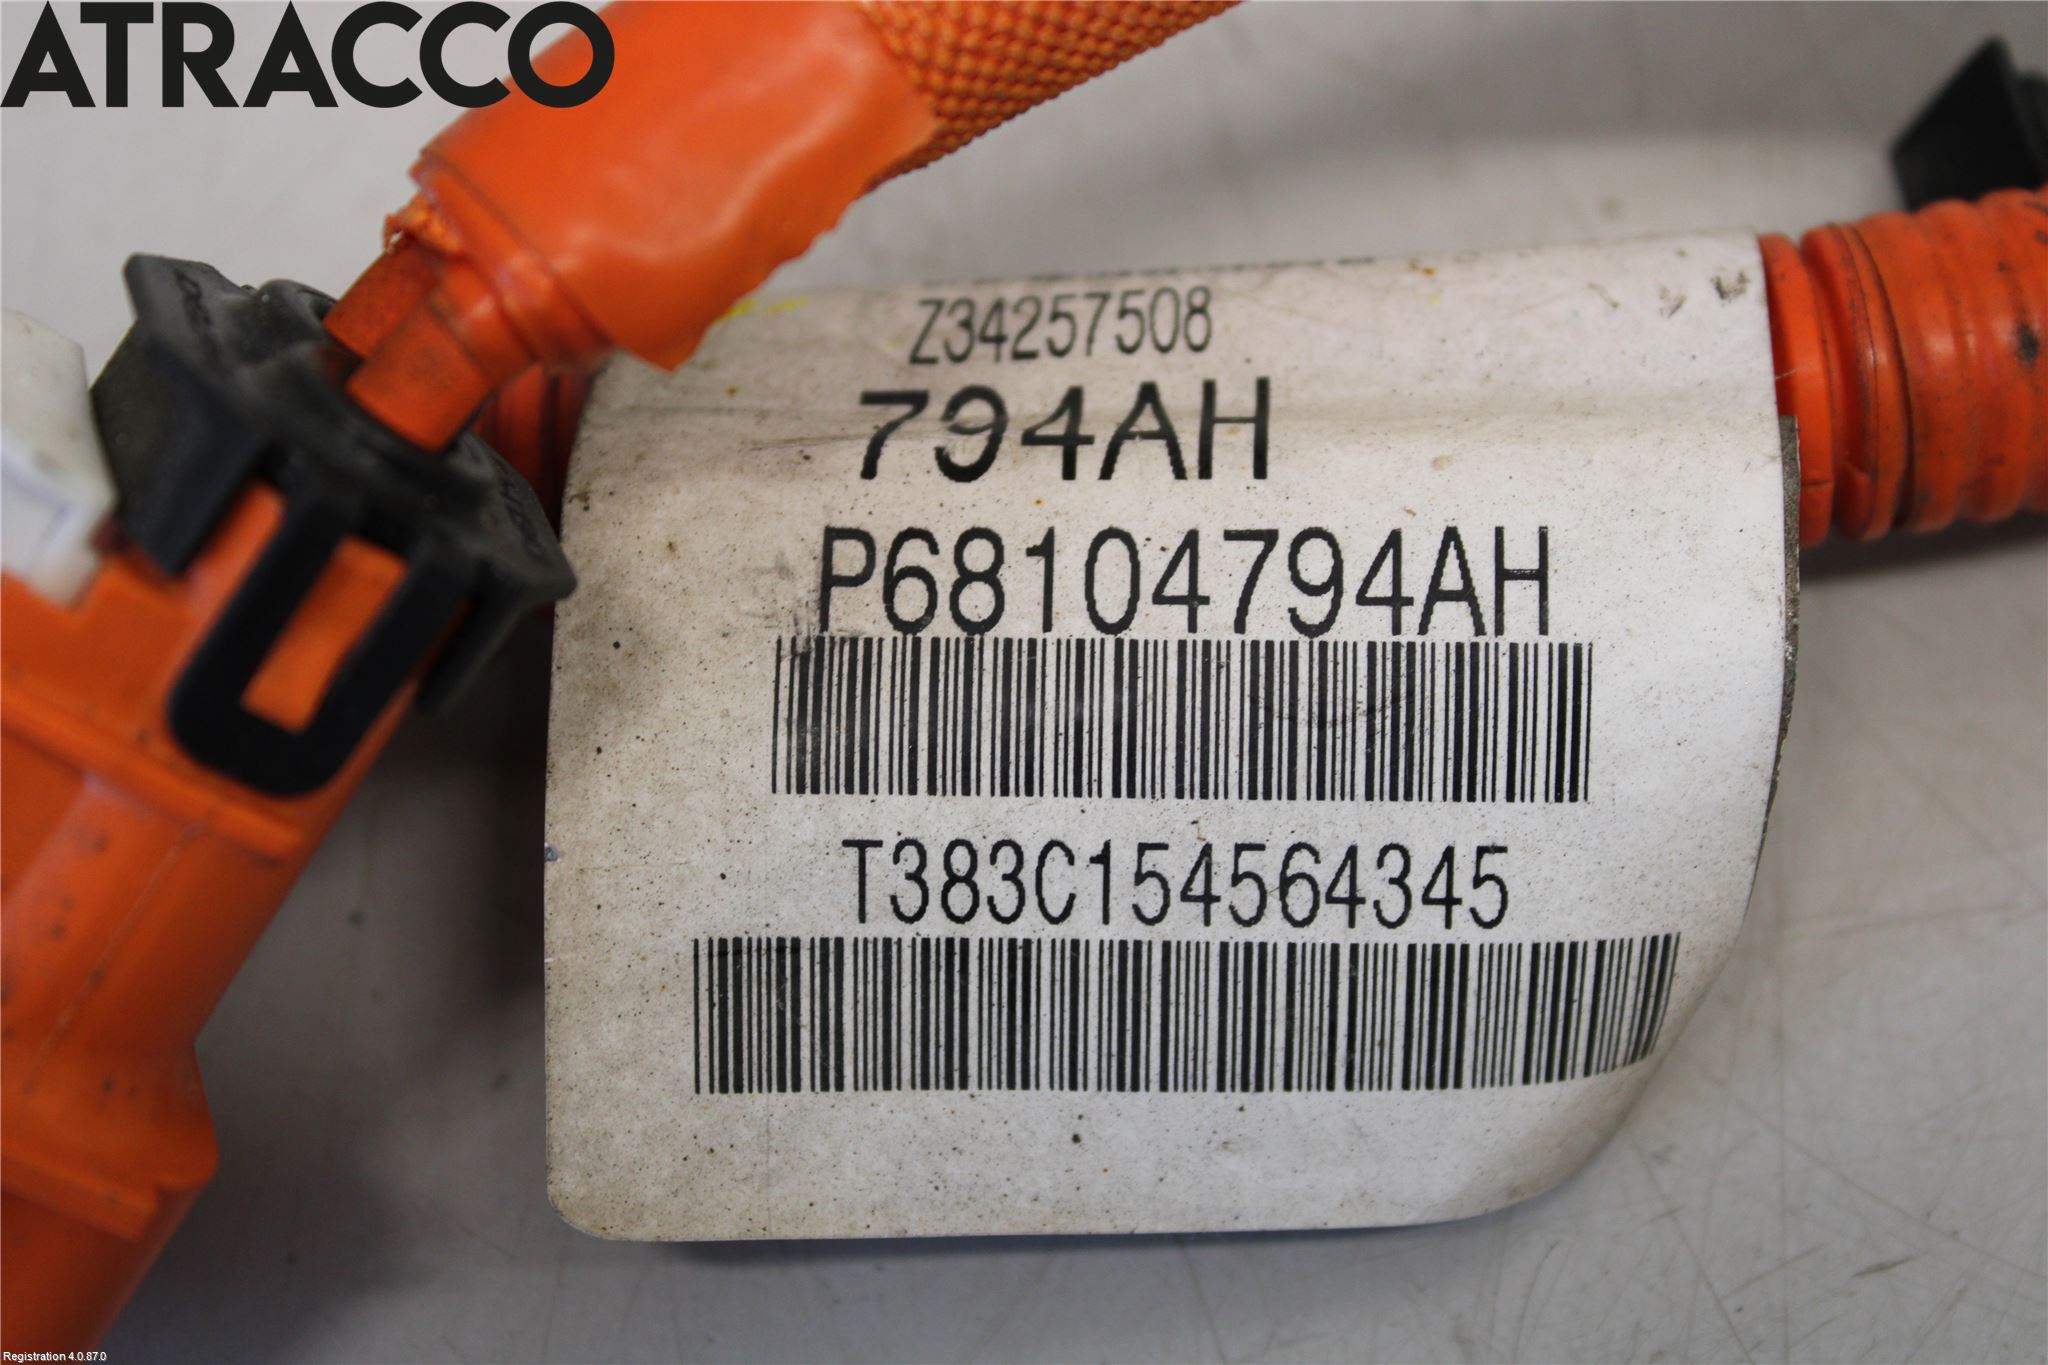 ATRACCO
Z34257508
794AH
P68104794AH
T383C154564345
Registration 4.0.87.0